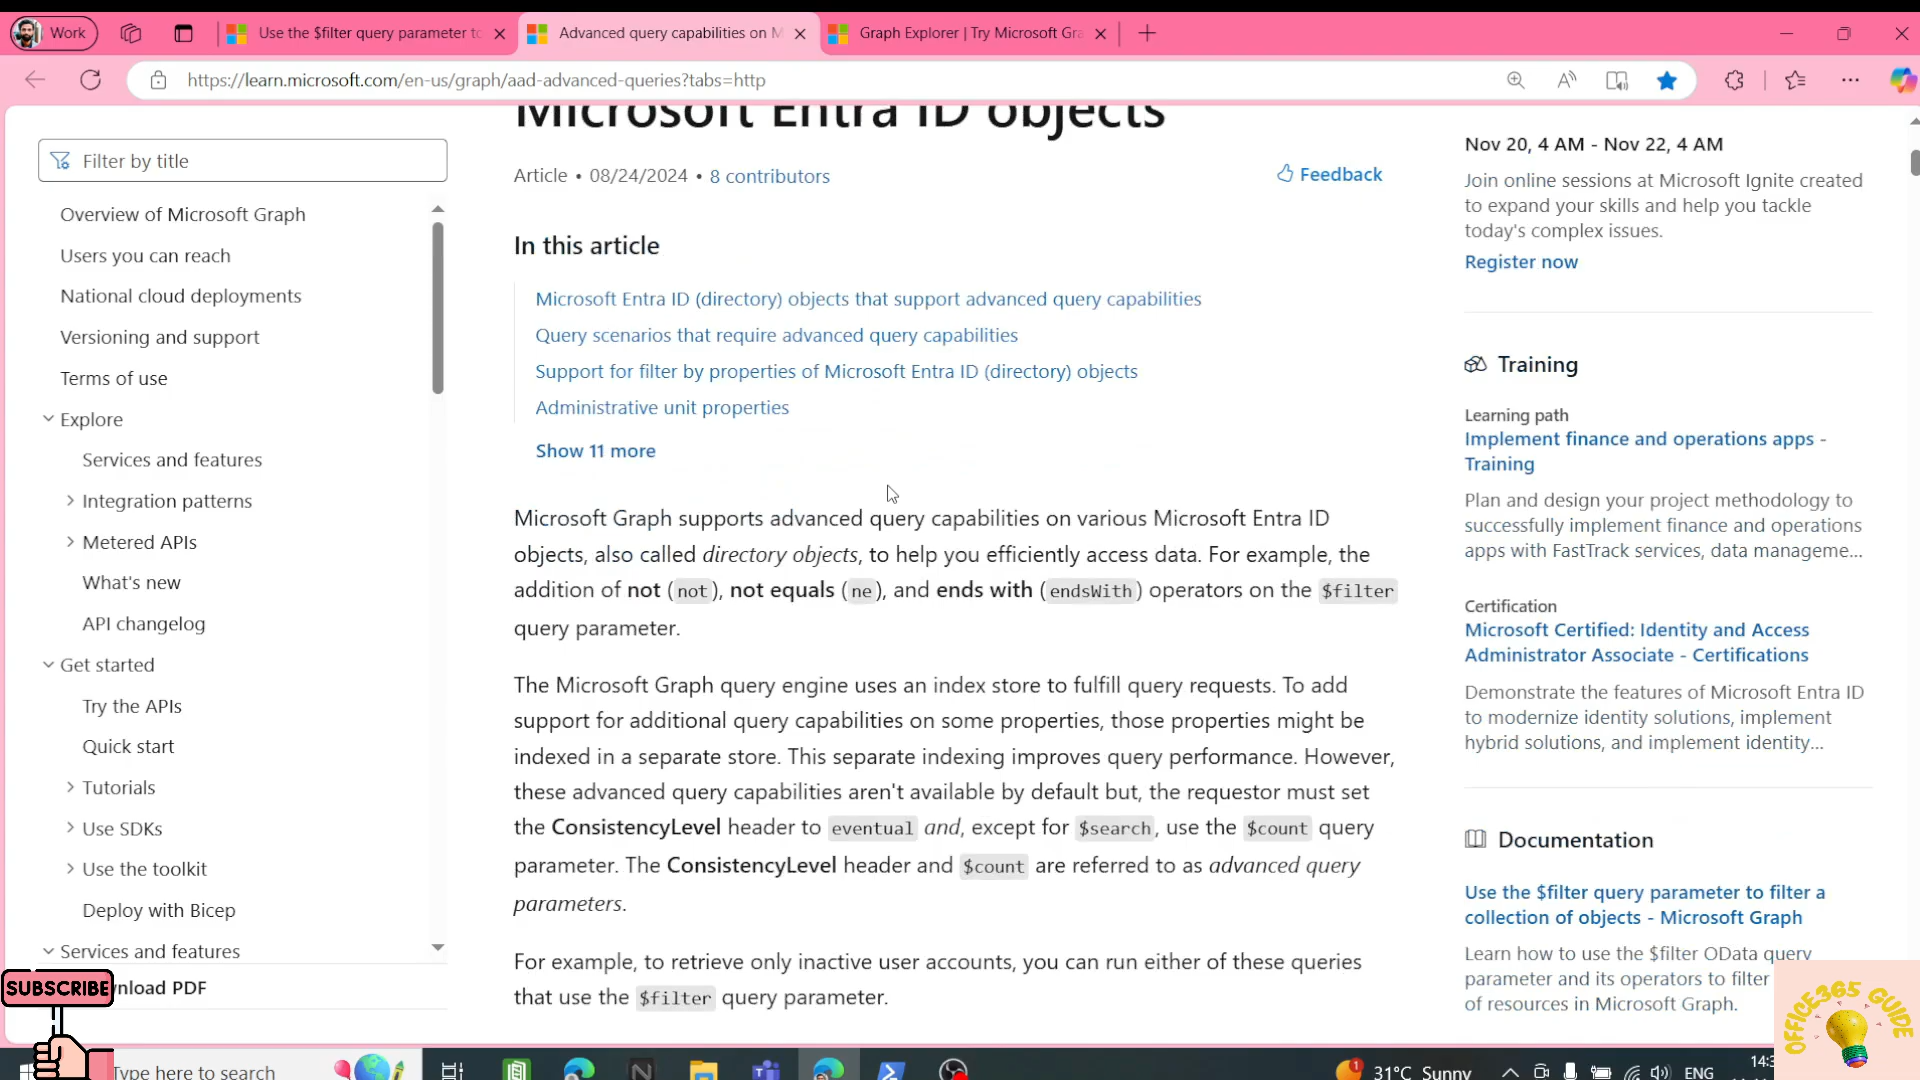 Work
Use the $filter query parameter to
Advanced query capabilities on M
Graph Explorer | Try Microsoft Gra
https://learn.microsoft.com/en-us/graph/aad-advanced-queries?tabs=http
Filter by title
Overview of Microsoft Graph
Users you can reach
National cloud deployments
Versioning and support
Terms of use
Explore
Services and features
Integration patterns
Metered APIs
What's new
API changelog
Get started
Try the APIs
Quick start
Tutorials
Use SDKs
Use the toolkit
Deploy with Bicep
Services and features
nload PDF
Microsoft Entra ID objects
Article • 08/24/2024 • 8 contributors
Feedback
In this article
Microsoft Entra ID (directory) objects that support advanced query capabilities
Query scenarios that require advanced query capabilities
Support for filter by properties of Microsoft Entra ID (directory) objects
Administrative unit properties
Show 11 more
Microsoft Graph supports advanced query capabilities on various Microsoft Entra ID
objects, also called directory objects, to help you efficiently access data. For example, the
addition of not (not), not equals (ne), and ends with (endsWith) operators on the $filter
query parameter.
The Microsoft Graph query engine uses an index store to fulfill query requests. To add
support for additional query capabilities on some properties, those properties might be
indexed in a separate store. This separate indexing improves query performance. However,
these advanced query capabilities aren't available by default but, the requestor must set
the ConsistencyLevel header to eventual and, except for $search, use the $count query
parameter. The ConsistencyLevel header and $count are referred to as advanced query
parameters.
For example, to retrieve only inactive user accounts, you can run either of these queries
that use the $filter query parameter.
Nov 20, 4 AM - Nov 22, 4 AM
Join online sessions at Microsoft Ignite created
to expand your skills and help you tackle
today's complex issues.
Register now
Training
Learning path
Implement finance and operations apps -
Training
Plan and design your project methodology to
successfully implement finance and operations
apps with FastTrack services, data manageme...
Certification
Microsoft Certified: Identity and Access
Administrator Associate - Certifications
Demonstrate the features of Microsoft Entra ID
to modernize identity solutions, implement
hybrid solutions, and implement identity...
Documentation
Use the $filter query parameter to filter a
collection of objects - Microsoft Graph
Learn how to use the $filter OData query
parameter and its operators to filter
of resources in Microsoft Graph.
SUBSCRIBE
OFFICE365 GUIDE
Type here to search
1
31°C Sunny
ENG
14:3